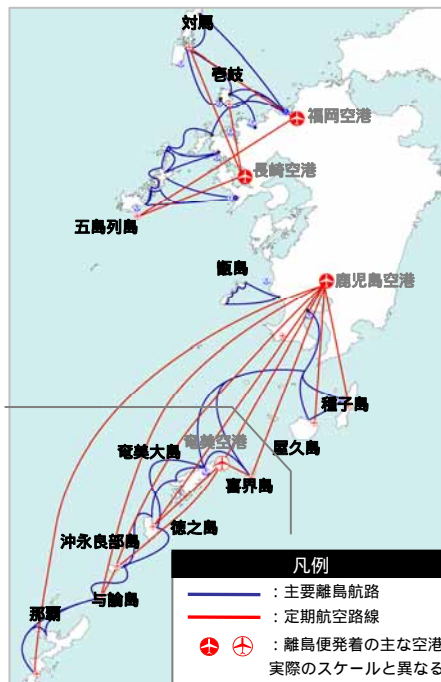 対馬
壱岐
福岡空港
長崎空港
五島列島
甑島
鹿児島空港
種子島
屋久島
奄美空港
奄美大島
喜界島
徳之島
沖永良部島
与論島
那覇
凡例
：主要離島航路
：定期航空路線
：離島便発着の主な空港
実際のスケールと異なる